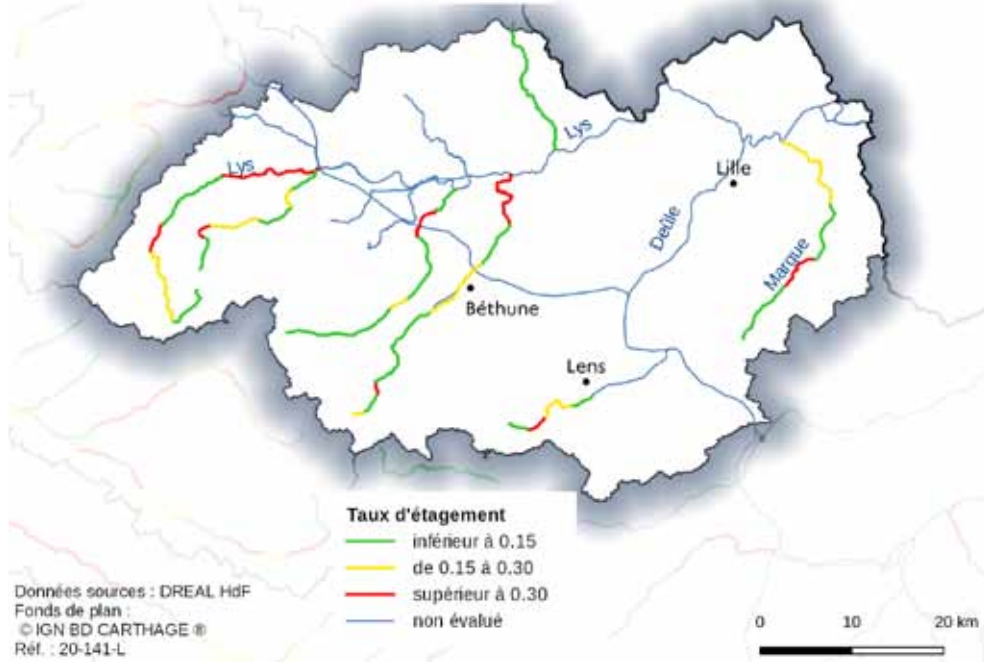 Lys
Lys
Lille
Deûle
Marque
Béthune
Lens
Taux d'étagement
inférieur à 0.15
de 0.15 à 0.30
supérieur à 0.30
non évalué
Données sources : DREAL HdF
Fonds de plan :
© IGN BD CARTHAGE ®
Réf. : 20-141-L
0 10 20 km